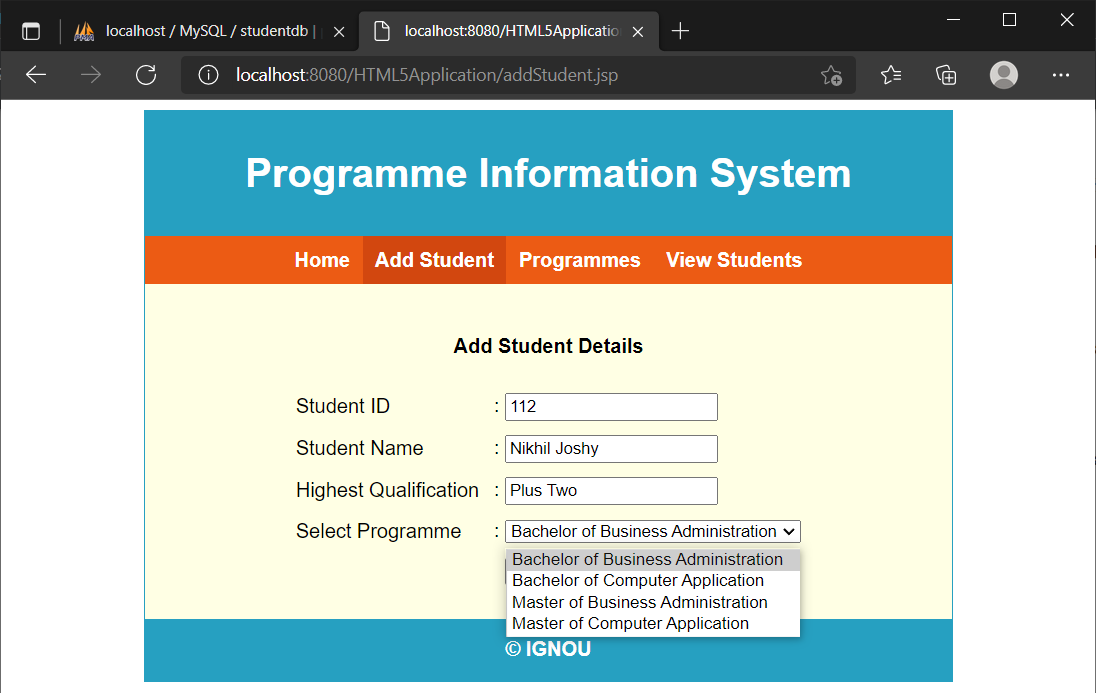 localhost / MySQL / studentdb |
localhost:8080/HTML5Applicatio
localhost:8080/HTML5Application/addStudent.jsp
Programme Information System
Home Add Student Programmes View Students
Add Student Details
Student ID : 112
Student Name : Nikhil Joshy
Highest Qualification : Plus Two
Select Programme : Bachelor of Business Administration
Bachelor of Business Administration
Bachelor of Computer Application
Master of Business Administration
Master of Computer Application
© IGNOU